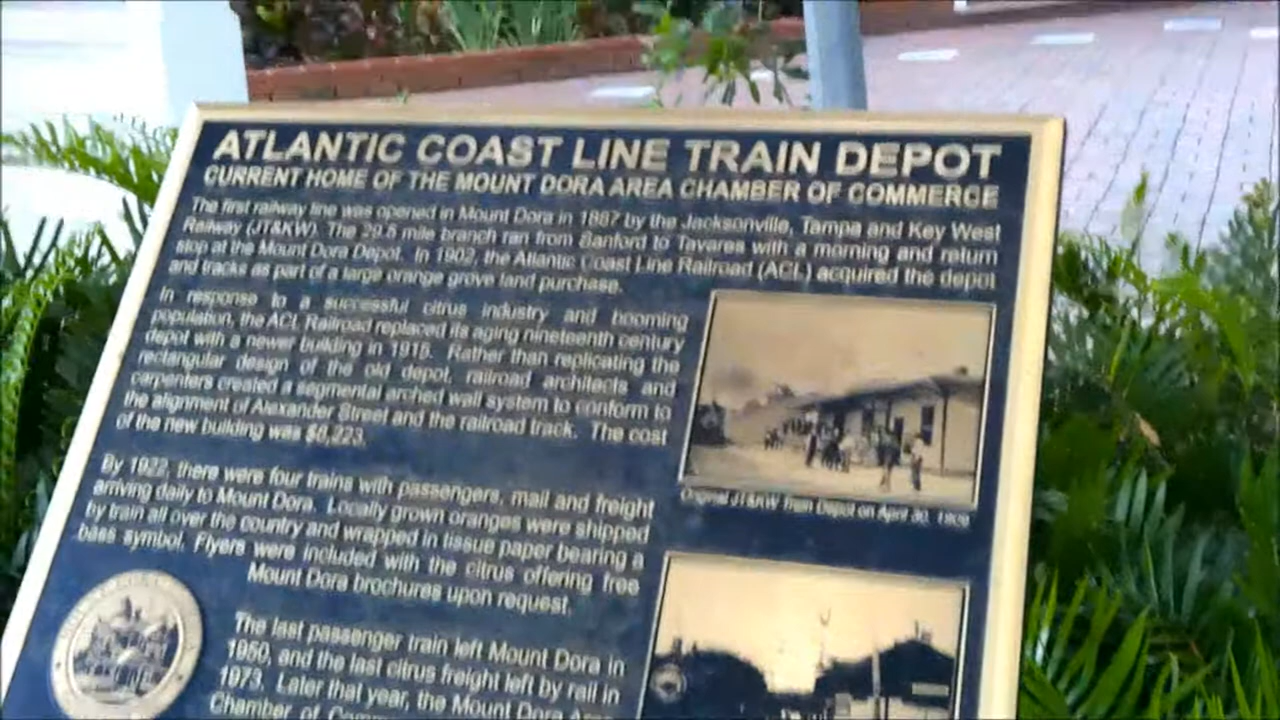 ATLANTIC COAST LINE TRAIN DEPOT
CURRENT HOME OF THE MOUNT DORA AREA CHAMBER OF COMMERCE
The first railway line was opened in Mount Dora in 1887 by the Jacksonville, Tampa and Key West
Railway (JT&KW). The 29.5 mile branch ran from Sanford to Tavares with a morning and return
stop at the Mount Dora Depot. In 1902, the Atlantic Coast Line Railroad (ACL) acquired the depot
and tracks as part of a large orange grove land purchase.
In response to a successful citrus industry and booming
population, the ACL Railroad replaced its aging nineteenth century
depot with a newer building in 1915. Rather than replicating the
rectangular design of the old depot, railroad architects and
carpenters created a segmental arched wall system to conform to
the alignment of Alexander Street and the railroad track. The cost
of the new building was $8,223.
Original JT&KW Train Depot on April 30,
By 1922, there were four trains with passengers, mail and freight
arriving daily to Mount Dora. Locally grown oranges were shipped
by train all over the country and wrapped in tissue paper bearing a
bass symbol. Flyers were included with the citrus offering free
Mount Dora brochures upon request.
The last passenger train left Mount Dora in
1950, and the last citrus freight left by rail in
1973. Later that year, the Mount Dora Area
Chamber of